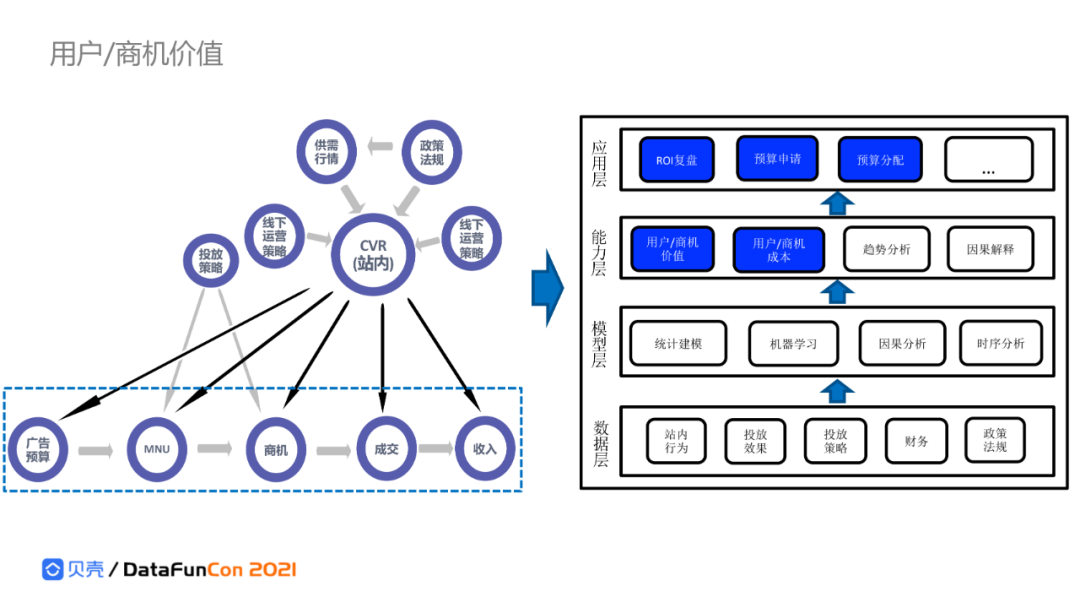 用户/商机价值
供需
行情
政策
法规
线下
运营
策略
线下
运营
策略
投放
策略
CVR
(站内)
广告
预算
MNU
商机
成交
收入
应用层
ROI复盘
预算申请
预算分配
...
能力层
用户/商机
价值
用户/商机
成本
趋势分析
因果解释
模型层
统计建模
机器学习
因果分析
时序分析
数据层
站内
行为
投放
效果
投放
策略
财务
政策
法规
贝壳 / DataFunCon 2021